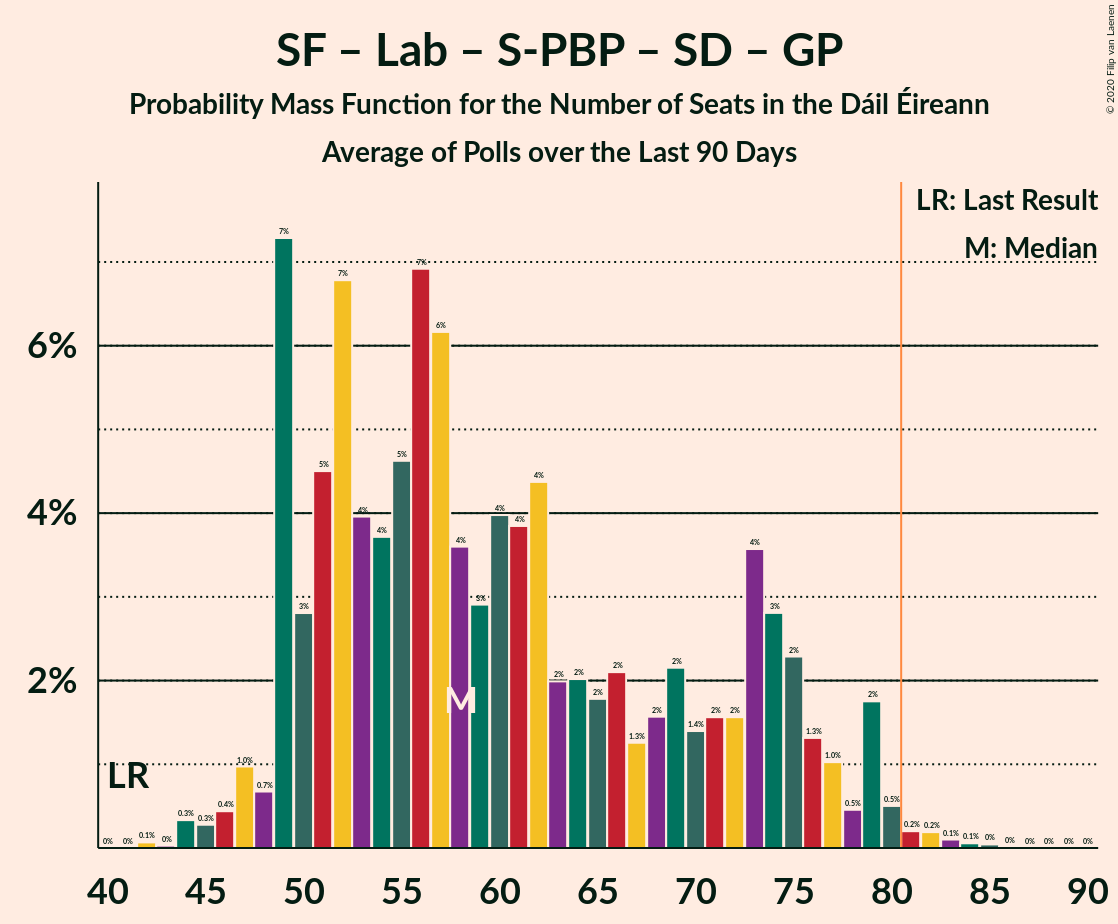 SF – Lab – S-PBP – SD – GP
Probability Mass Function for the Number of Seats in the Dáil Éireann
Average of Polls over the Last 90 Days
© 2020 Filip van Laenen
LR: Last Result
M: Median
6%
4%
2%
LR
M
0% 0% 0.1% 0% 0.3% 0.3% 0.4% 1.0% 0.7% 7% 3% 5% 7% 4% 4% 5% 7% 6% 4% 3% 4% 4% 4% 2% 2% 2% 2% 1.3% 2% 2% 1.4% 2% 2% 4% 3% 2% 1.3% 1.0% 0.5% 2% 0.5% 0.2% 0.2% 0.1% 0.1% 0% 0% 0% 0% 0% 0%
40 45 50 55 60 65 70 75 80 85 90